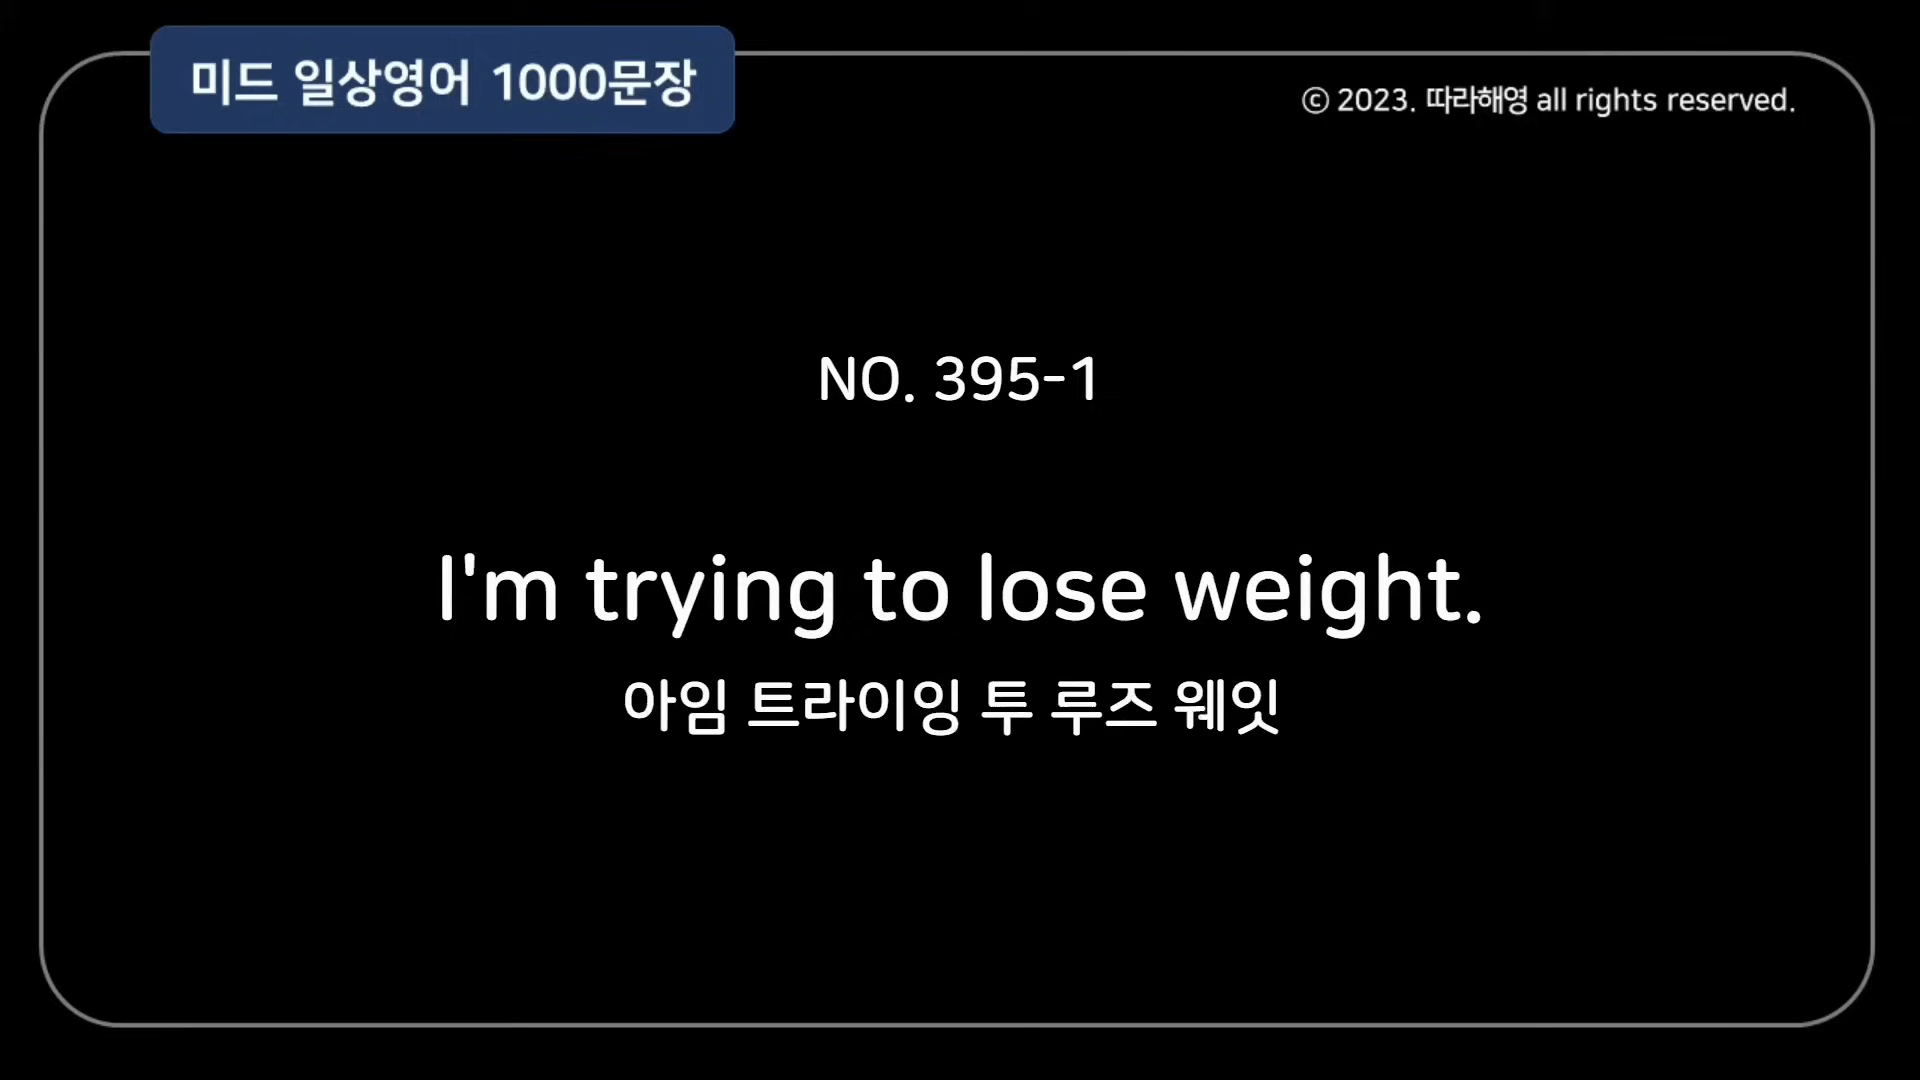 미드 일상영어 1000문장
ⓒ 2023. 따라해영 all rights reserved.
NO. 395-1
I'm trying to lose weight.
아임 트라이잉 투 루즈 웨잇